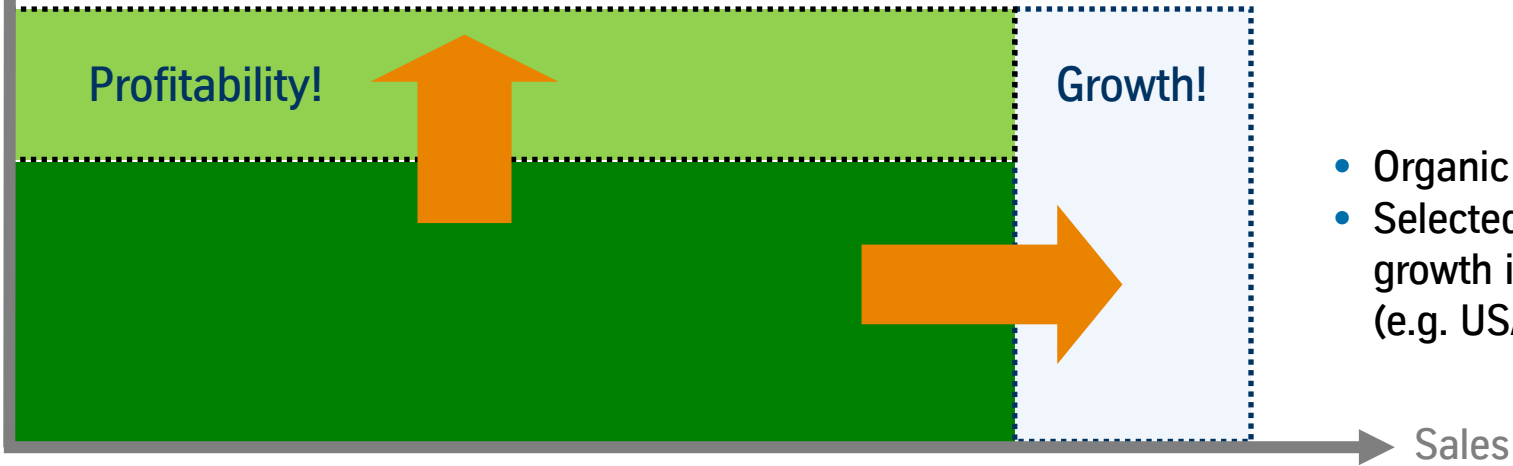 Profitability!
Growth!
• Organic
• Selected
growth i
(e.g. US
Sales